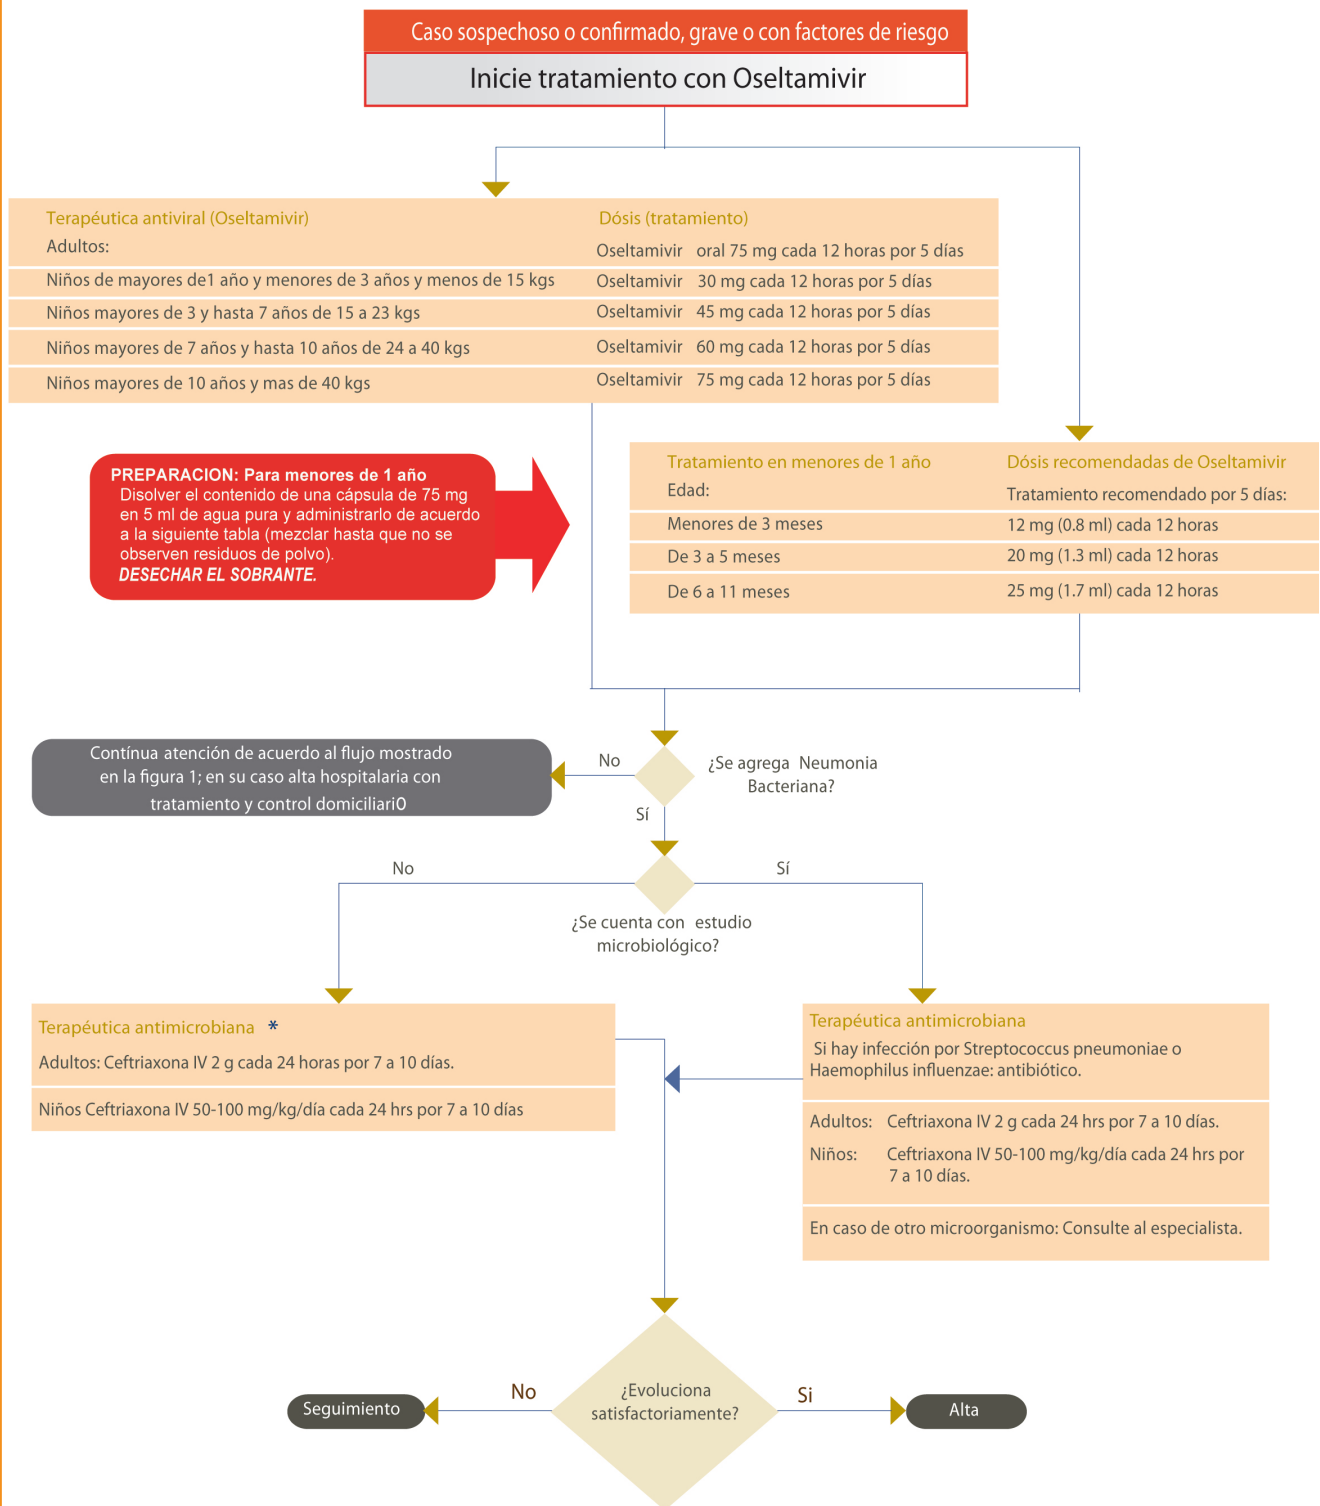 Caso sospechoso o confirmado, grave o con factores de riesgo
Inicie tratamiento con Oseltamivir
Terapéutica antiviral (Oseltamivir) Dósis (tratamiento)
Adultos: Oseltamivir oral 75 mg cada 12 horas por 5 días
Niños de mayores de1 año y menores de 3 años y menos de 15 kgs Oseltamivir 30 mg cada 12 horas por 5 días
Niños mayores de 3 y hasta 7 años de 15 a 23 kgs Oseltamivir 45 mg cada 12 horas por 5 días
Niños mayores de 7 años y hasta 10 años de 24 a 40 kgs Oseltamivir 60 mg cada 12 horas por 5 días
Niños mayores de 10 años y mas de 40 kgs Oseltamivir 75 mg cada 12 horas por 5 días
PREPARACION: Para menores de 1 año
Disolver el contenido de una cápsula de 75 mg
en 5 ml de agua pura y administrarlo de acuerdo
a la siguiente tabla (mezclar hasta que no se
observen residuos de polvo).
DESECHAR EL SOBRANTE.
Tratamiento en menores de 1 año Dósis recomendadas de Oseltamivir
Edad: Tratamiento recomendado por 5 días:
Menores de 3 meses 12 mg (0.8 ml) cada 12 horas
De 3 a 5 meses 20 mg (1.3 ml) cada 12 horas
De 6 a 11 meses 25 mg (1.7 ml) cada 12 horas
Contínua atención de acuerdo al flujo mostrado
en la figura 1; en su caso alta hospitalaria con
tratamiento y control domiciliariO
No
¿Se agrega Neumonia
Bacteriana?
Sí
No
Sí
¿Se cuenta con estudio
microbiológico?
Terapéutica antimicrobiana *
Adultos: Ceftriaxona IV 2 g cada 24 horas por 7 a 10 días.
Niños Ceftriaxona IV 50-100 mg/kg/día cada 24 hrs por 7 a 10 días
Terapéutica antimicrobiana
Si hay infección por Streptococcus pneumoniae o
Haemophilus influenzae: antibiótico.
Adultos: Ceftriaxona IV 2 g cada 24 hrs por 7 a 10 días.
Niños: Ceftriaxona IV 50-100 mg/kg/día cada 24 hrs por
7 a 10 días.
En caso de otro microorganismo: Consulte al especialista.
¿Evoluciona
satisfactoriamente?
No
Si
Seguimiento
Alta